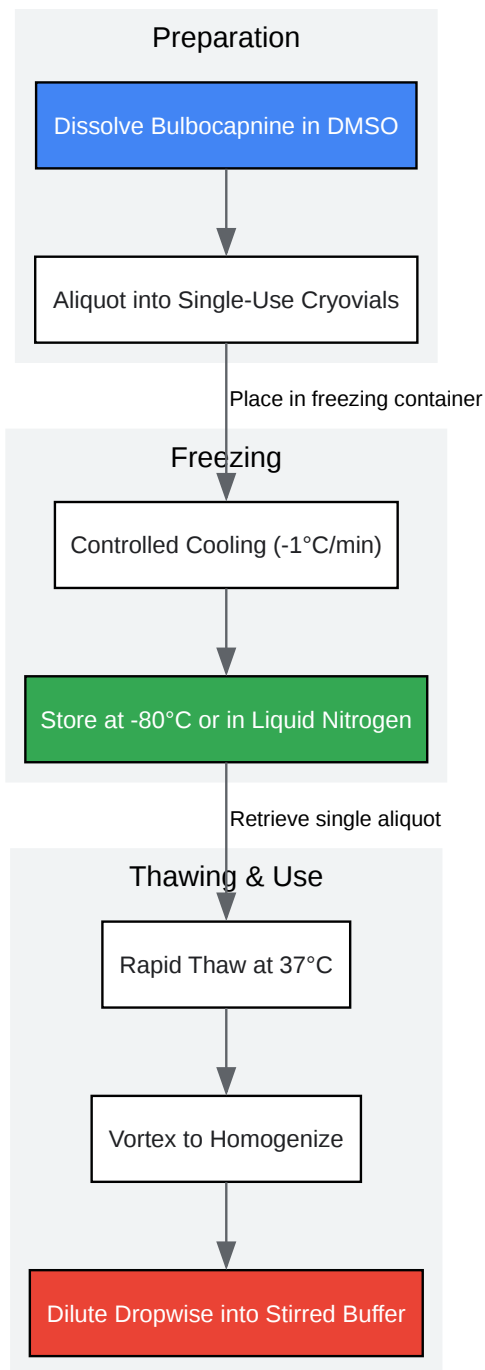 Preparation
Dissolve Bulbocapnine in DMSO
Aliquot into Single-Use Cryovials
Place in freezing container
Freezing
Controlled Cooling (-1°C/min)
Store at -80°C or in Liquid Nitrogen
Retrieve single aliquot
Thawing & Use
Rapid Thaw at 37°C
Vortex to Homogenize
Dilute Dropwise into Stirred Buffer